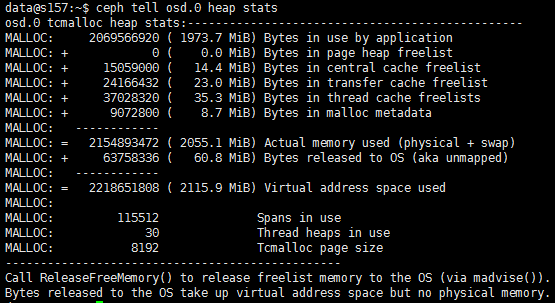 data@s157:~$ ceph tell osd.0 heap stats
osd.0 tcmalloc heap stats:------------------------------------------------
MALLOC:     2069566920 ( 1973.7 MiB) Bytes in use by application
MALLOC: +            0 (    0.0 MiB) Bytes in page heap freelist
MALLOC: +     15059000 (   14.4 MiB) Bytes in central cache freelist
MALLOC: +     24166432 (   23.0 MiB) Bytes in transfer cache freelist
MALLOC: +     37028320 (   35.3 MiB) Bytes in thread cache freelists
MALLOC: +      9072800 (    8.7 MiB) Bytes in malloc metadata
MALLOC:   ------------
MALLOC: =   2154893472 ( 2055.1 MiB) Actual memory used (physical + swap)
MALLOC: +     63758336 (   60.8 MiB) Bytes released to OS (aka unmapped)
MALLOC:   ------------
MALLOC: =   2218651808 ( 2115.9 MiB) Virtual address space used
MALLOC:
MALLOC:         115512              Spans in use
MALLOC:             30              Thread heaps in use
MALLOC:           8192              Tcmalloc page size
------------------------------------------------
Call ReleaseFreeMemory() to release freelist memory to the OS (via madvise()).
Bytes released to the OS take up virtual address space but no physical memory.